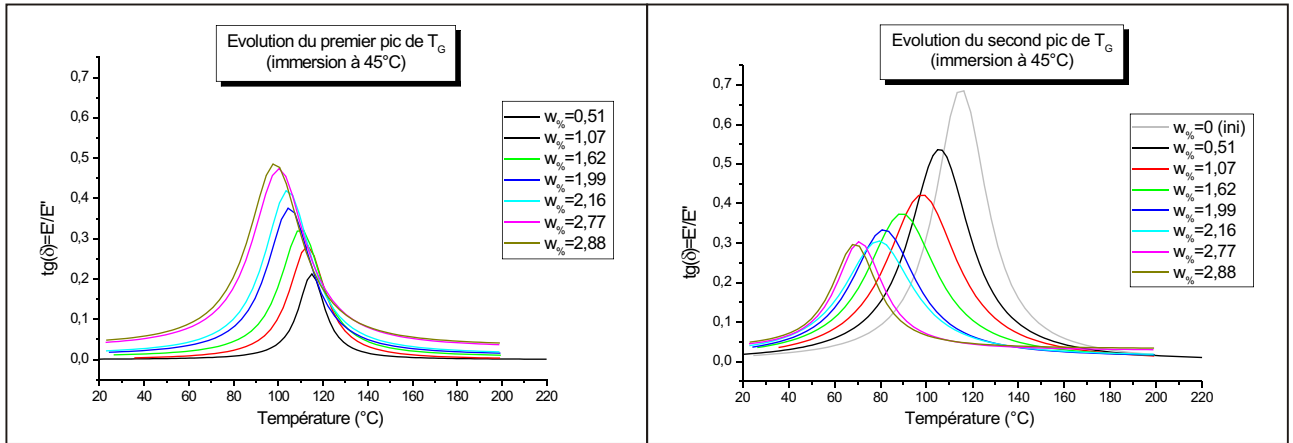 Evolution du premier pic de TG
(immersion à 45°C)
0,7
0,6
0,5
0,4
0,3
0,2
0,1
0,0
tg(δ)=E'/E''
w%=0,51
w%=1,07
w%=1,62
w%=1,99
w%=2,16
w%=2,77
w%=2,88
20 40 60 80 100 120 140 160 180 200 220
Température (°C)
Evolution du second pic de TG
(immersion à 45°C)
0,7
0,6
0,5
0,4
0,3
0,2
0,1
0,0
tg(δ)=E'/E''
w%=0 (ini)
w%=0,51
w%=1,07
w%=1,62
w%=1,99
w%=2,16
w%=2,77
w%=2,88
20 40 60 80 100 120 140 160 180 200 220
Température (°C)